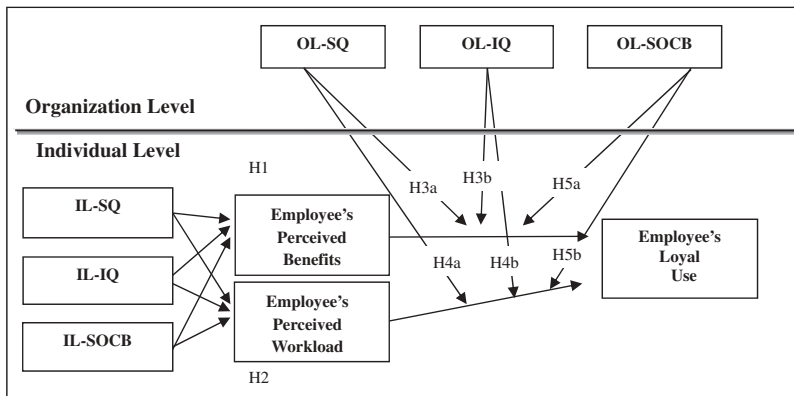 OL-SQ
OL-IQ
OL-SOCB
Organization Level
Individual Level
H1
H3a
H3b
H5a
IL-SQ
Employee's
Perceived
Benefits
Employee's
Loyal
Use
IL-IQ
H4a
H4b
H5b
Employee's
Perceived
Workload
IL-SOCB
H2